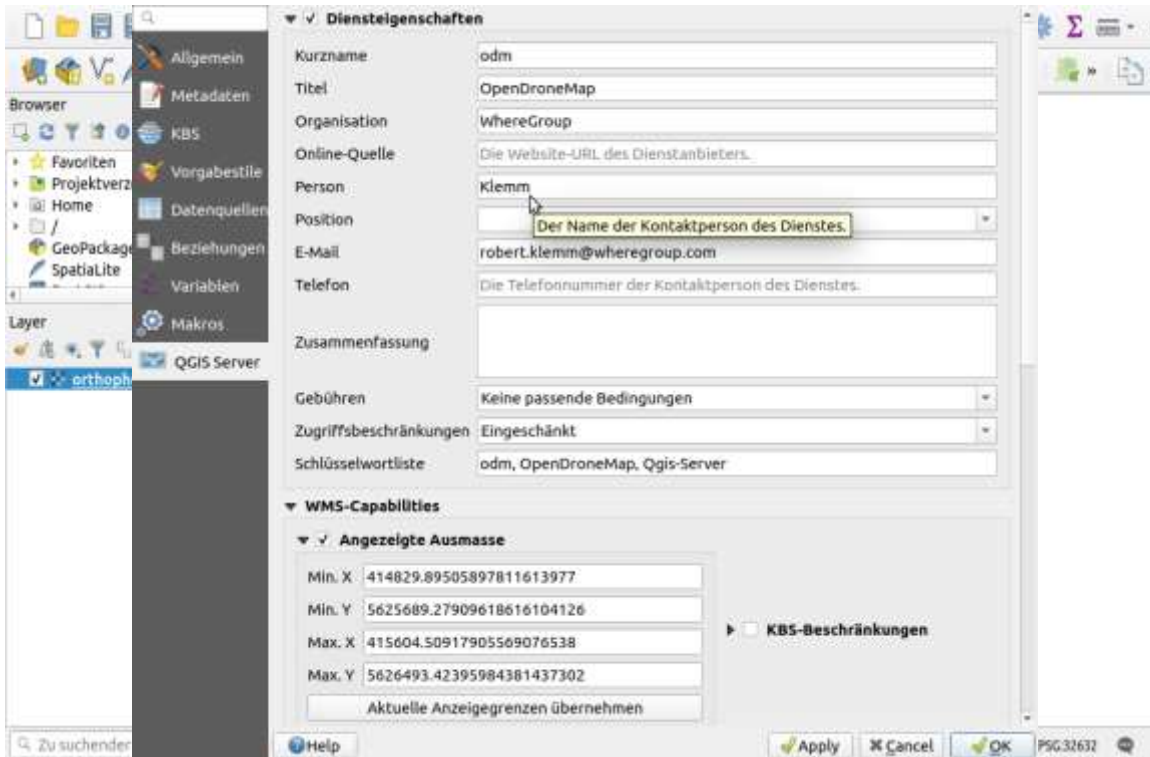 Diensteigenschaften
Allgemein
Metadaten
KBS
Vorgabestile
Datenquellen
Beziehungen
Variablen
Makros
QGIS Server
Browser
Favoriten
Projektverz
Home
/
GeoPackage
SpatiaLite
Layer
orthoph
Zu suchender
Kurzname odm
Titel OpenDroneMap
Organisation WhereGroup
Online-Quelle Die Website-URL des Dienstanbieters.
Person Klemm
Position
Der Name der Kontaktperson des Dienstes.
E-Mail robert.klemm@wheregroup.com
Telefon Die Telefonnummer der Kontaktperson des Dienstes.
Zusammenfassung
Gebühren Keine passende Bedingungen
Zugriffsbeschränkungen Eingeschänkt
Schlüsselwortliste odm, OpenDroneMap, Qgis-Server
WMS-Capabilities
Angezeigte Ausmasse
Min. X 414829.89505897811613977
Min. Y 5625689.27909618616104126
Max. X 415604.50917905569076538
Max. Y 5626493.42395984381437302
Aktuelle Anzeigegrenzen übernehmen
KBS-Beschränkungen
Help Apply Cancel OK
PSG:32632